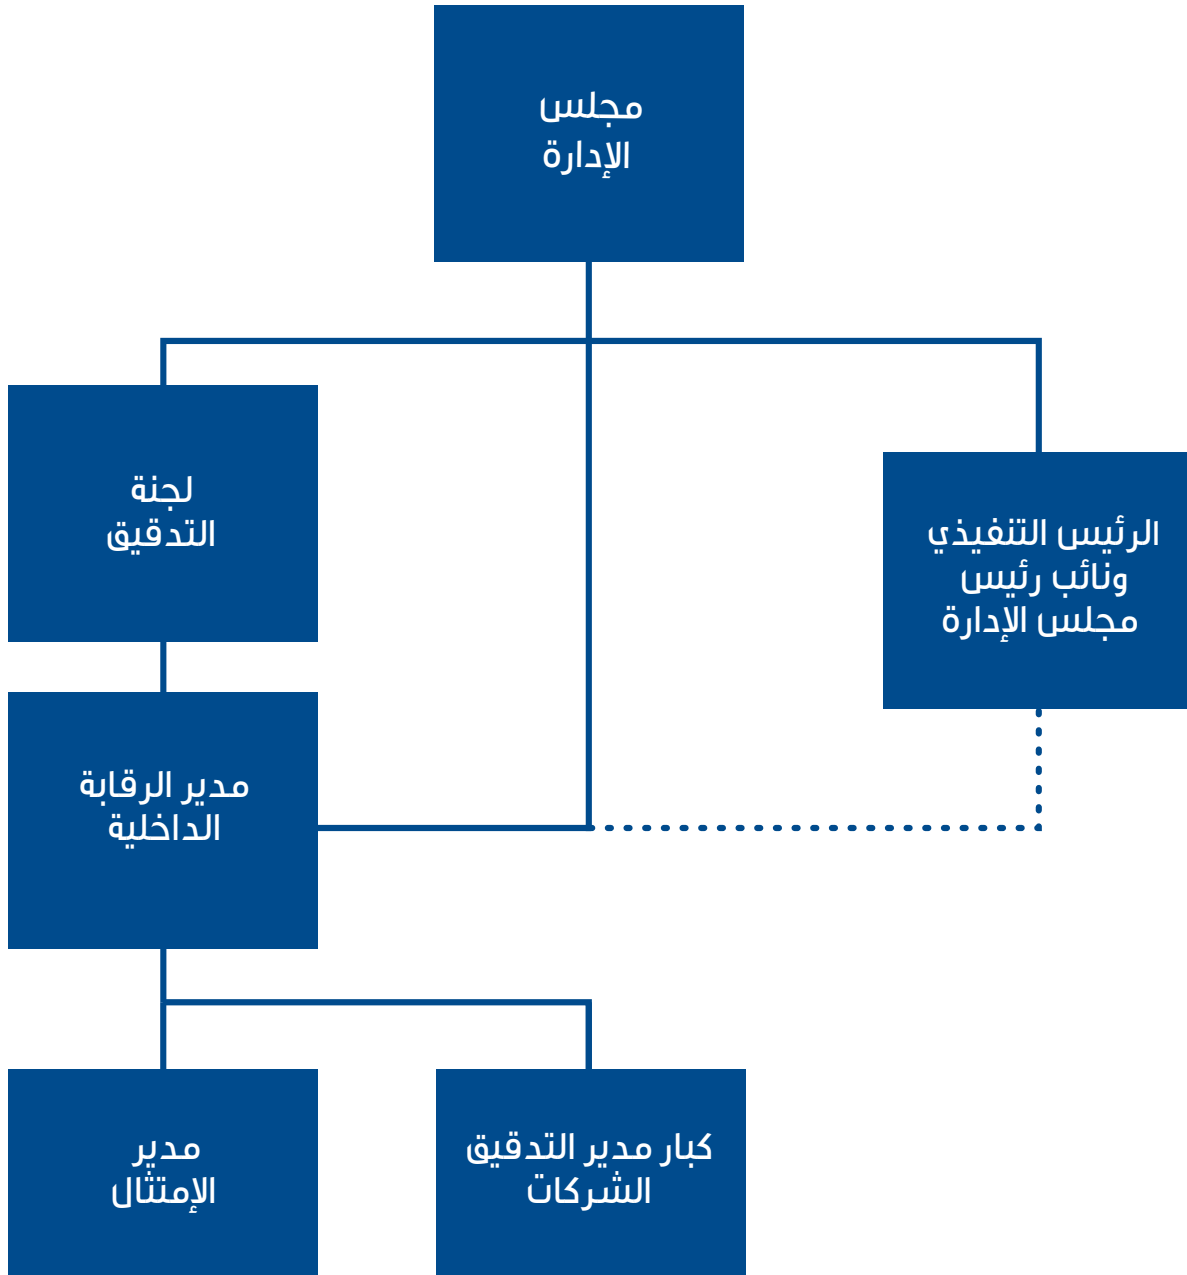 مجلس
الإدارة
لجنة
التدقيق
الرئيس التنفيذي
ونائب رئيس
مجلس الإدارة
مدير الرقابة
الداخلية
كبار مدير التدقيق
الشركات
مدير
الإمتثال